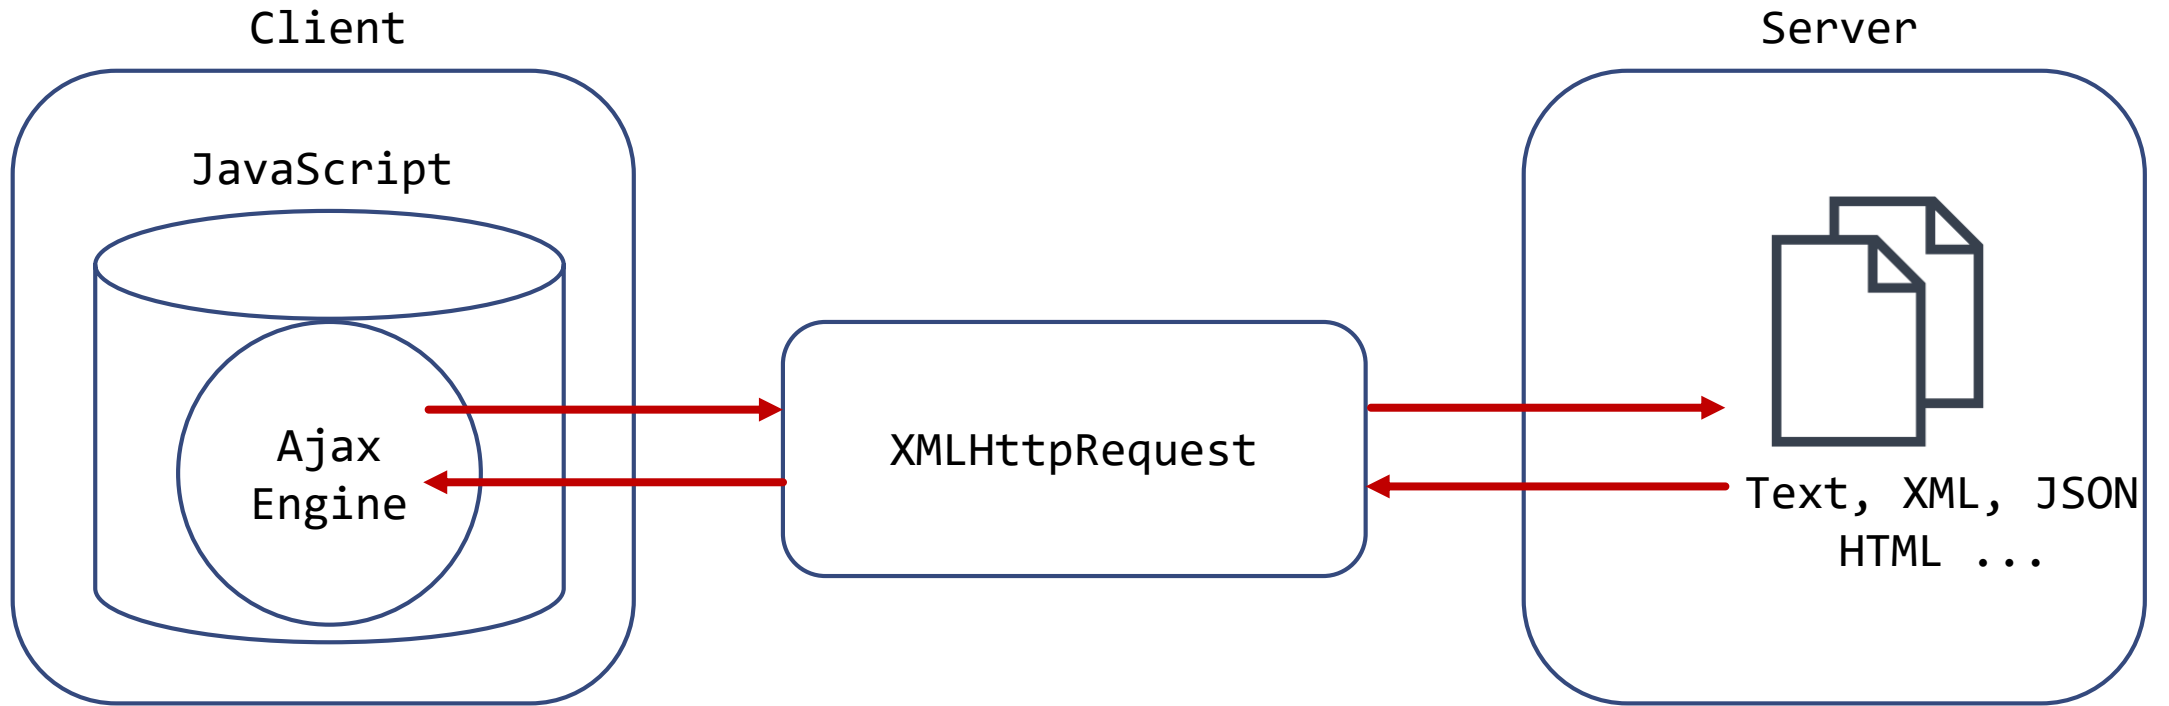 Client
Server
JavaScript
Ajax
Engine
XMLHttpRequest
Text, XML, JSON
HTML ...